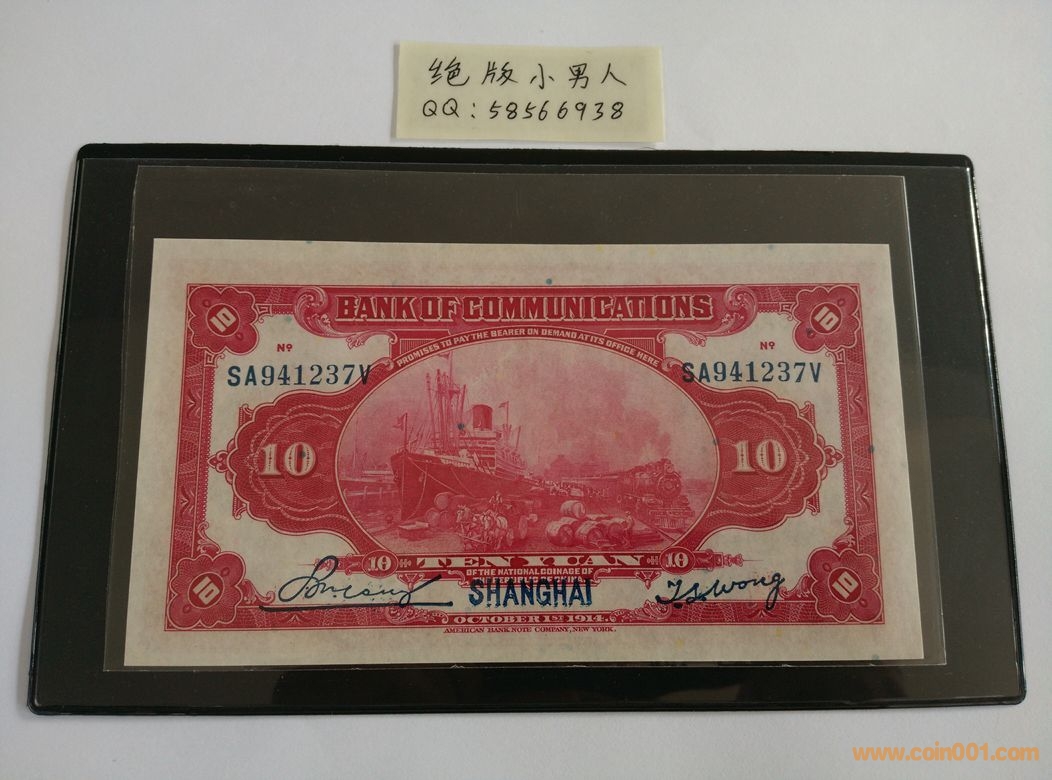 绝版小男人
QQ:58566938
BANK OF COMMUNICATIONS
PROMISES TO PAY THE BEARER ON DEMAND AT ITS OFFICE HERE
10 10
Nº Nº
SA941237V SA941237V
10 10
10 TEN YUAN 10
OF THE NATIONAL COINAGE OF
SHANGHAI
T.S. Wong
10 10
OCTOBER 1ST 1914.
AMERICAN BANK NOTE COMPANY, NEW YORK.
www.coin001.com